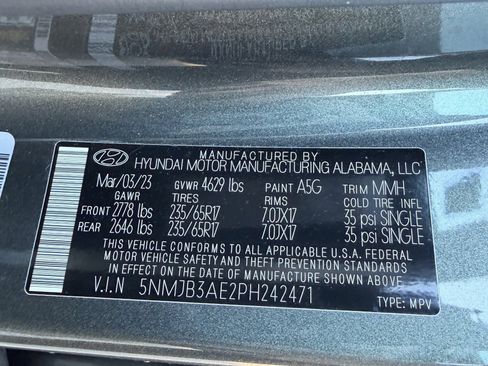 MANUFACTURED BY
HYUNDAI MOTOR MANUFACTURING ALABAMA, LLC
Mar/03/23 GVWR 4629 lbs PAINT A5G TRIM MMH
GAWR TIRES RIMS COLD TIRE INFL
FRONT 2778 lbs 235/65R17 7.0JX17 35 psi SINGLE
REAR 2646 lbs 235/65R17 7.0JX17 35 psi SINGLE
THIS VEHICLE CONFORMS TO ALL APPLICABLE U.S.A. FEDERAL
MOTOR VEHICLE SAFETY AND THEFT PREVENTION STANDARDS
IN EFFECT ON THE DATE OF MANUFACTURE SHOWN ABOVE.
V.I.N 5NMJB3AE2PH242471
TYPE: MPV